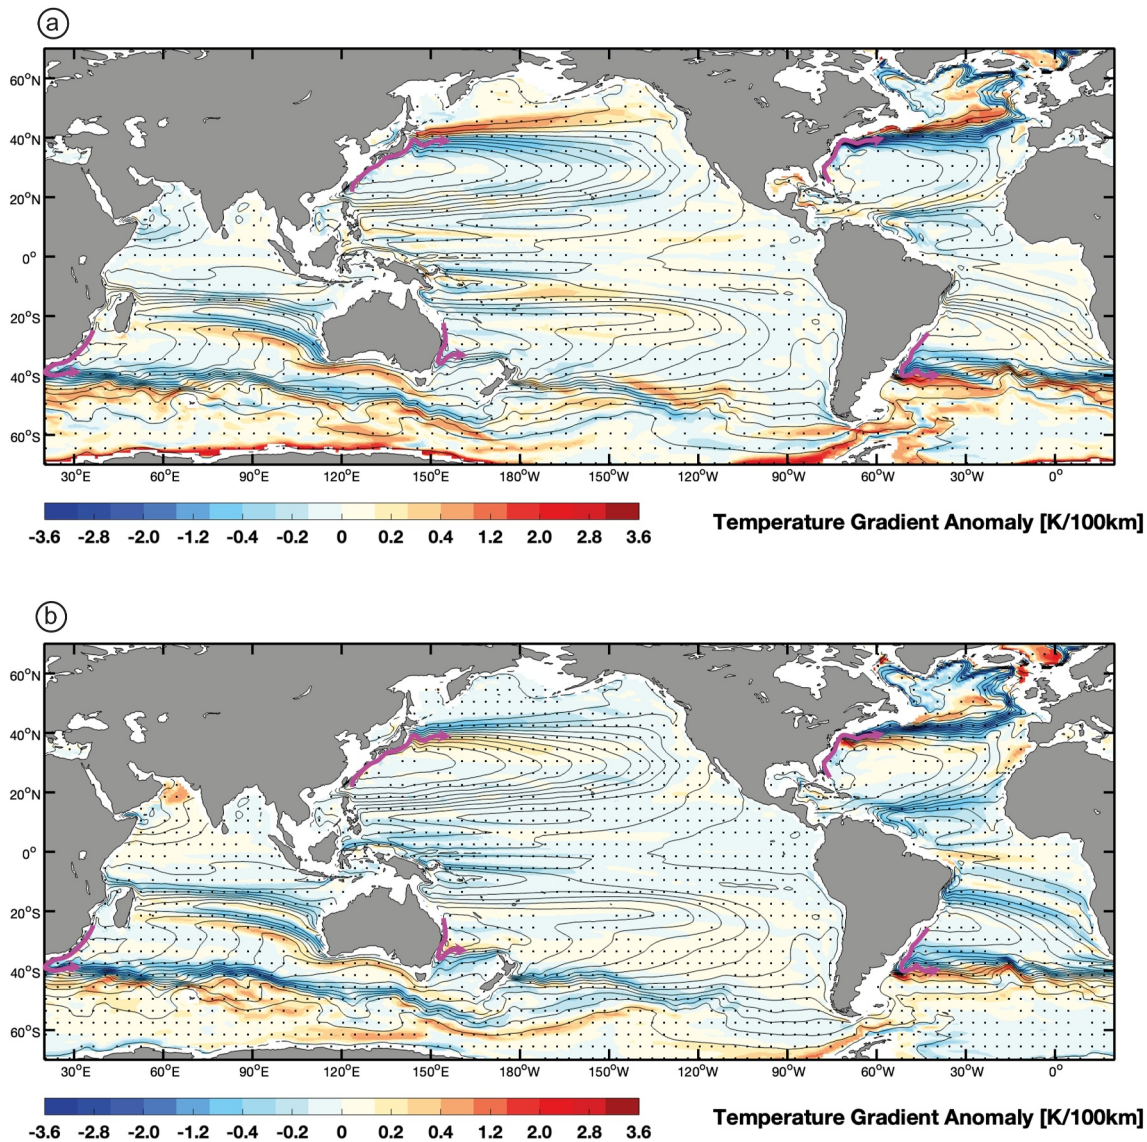 a
60°N
40°N
20°N
0°
20°S
40°S
60°S
30°E 60°E 90°E 120°E 150°E 180°W 150°W 120°W 90°W 60°W 30°W 0°
-3.6 -2.8 -2.0 -1.2 -0.4 -0.2 0 0.2 0.4 1.2 2.0 2.8 3.6
Temperature Gradient Anomaly [K/100km]
b
60°N
40°N
20°N
0°
20°S
40°S
60°S
30°E 60°E 90°E 120°E 150°E 180°W 150°W 120°W 90°W 60°W 30°W 0°
-3.6 -2.8 -2.0 -1.2 -0.4 -0.2 0 0.2 0.4 1.2 2.0 2.8 3.6
Temperature Gradient Anomaly [K/100km]